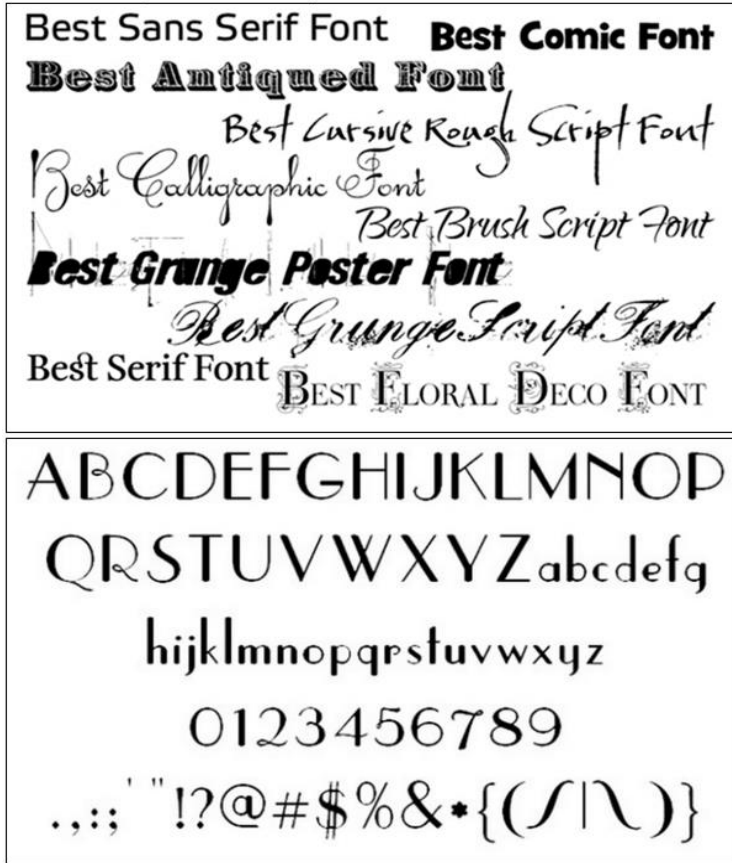 Best Sans Serif Font
Best Comic Font
Best Antiqued Font
Best Cursive Rough Script Font
Best Calligraphic Font
Best Brush Script Font
Best Grunge Poster Font
Best Grunge Script Font
Best Serif Font
BEST FLORAL DECO FONT
ABCDEFGHIJKLMNOP
QRSTUVWXYZabcdefg
hijklmnopqrstuvwxyz
0123456789
.,:;'"!?@#$%&*{(/|\)}